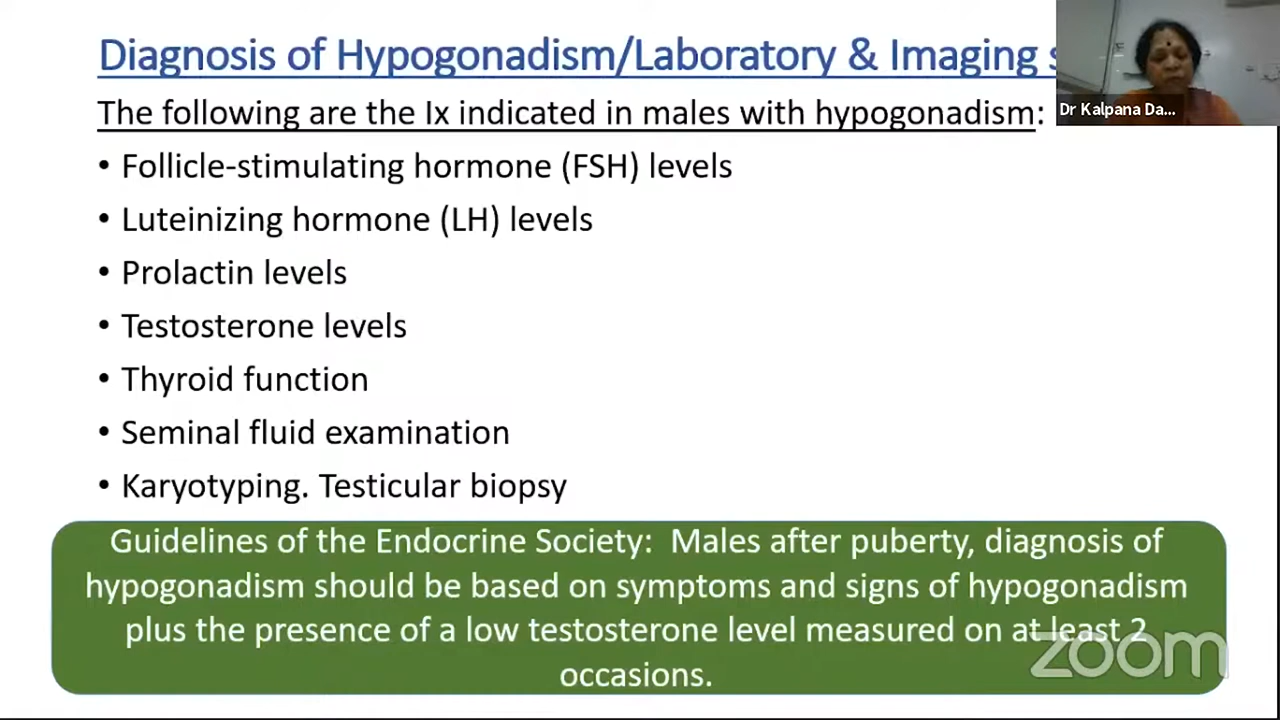 Diagnosis of Hypogonadism/Laboratory & Imaging
Dr Kalpana Da...
The following are the Ix indicated in males with hypogonadism:
• Follicle-stimulating hormone (FSH) levels
• Luteinizing hormone (LH) levels
• Prolactin levels
• Testosterone levels
• Thyroid function
• Seminal fluid examination
• Karyotyping. Testicular biopsy
Guidelines of the Endocrine Society: Males after puberty, diagnosis of
hypogonadism should be based on symptoms and signs of hypogonadism
plus the presence of a low testosterone level measured on at least 2
occasions.
zoom